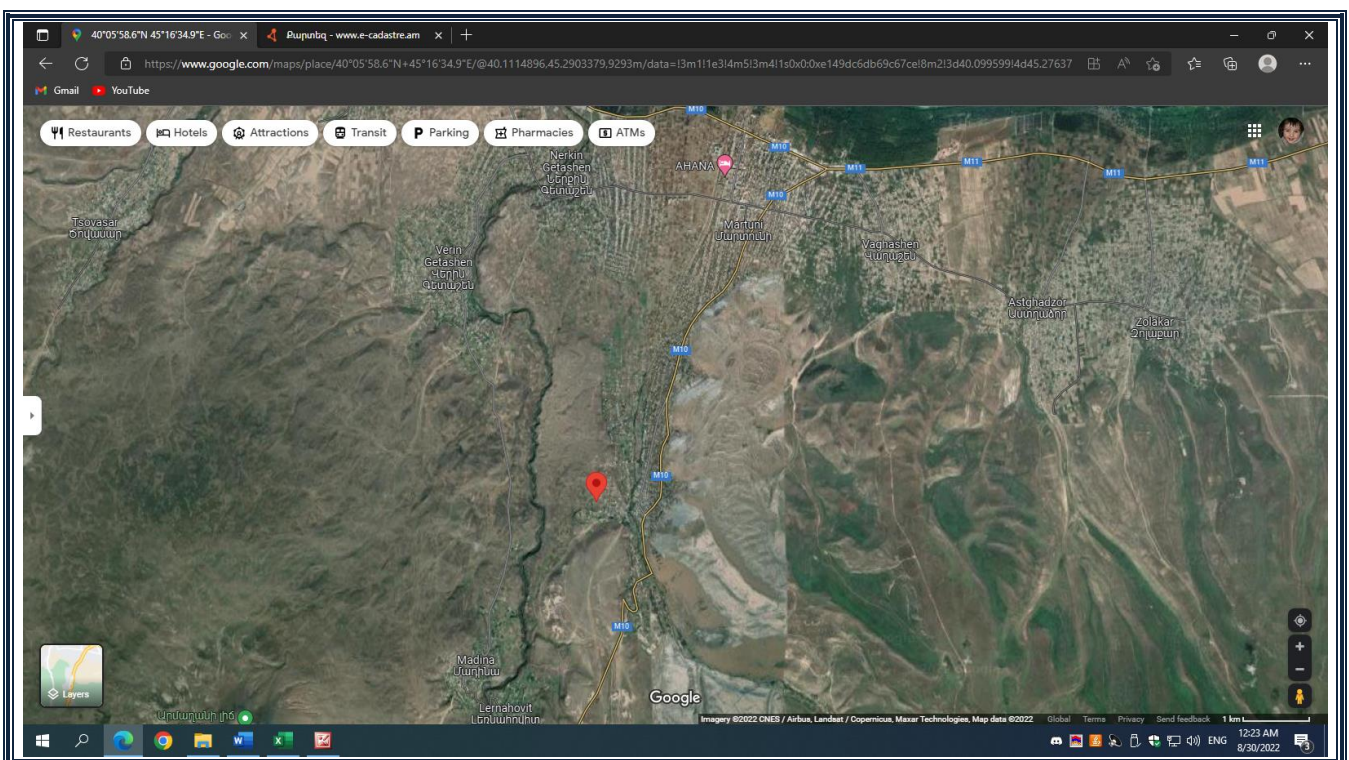 40°05'58.6"N 45°16'34.9"E - Goo
Քարտեզ - www.e-cadastre.am
https://www.google.com/maps/place/40°05'58.6"N+45°16'34.9"E/@40.1114896,45.2903379,9293m/data=!3m1!1e3!4m5!3m4!1s0x0:0xe149dc6db69c67ce!8m2!3d40.099599!4d45.27637
Gmail
YouTube
Restaurants
Hotels
Attractions
Transit
Parking
Pharmacies
ATMs
M10
M10
M11
M11
M11
M11
Nerkin
Getashen
Ներքին
Գետաշեն
AHANA
M10
Tsovasar
Ծովասար
Martuni
Մարտունի
Verin
Getashen
Վերին
Գետաշեն
Vaghashen
Վաղաշեն
Astghadzor
Աստղաձոր
Zolakar
Զոլաքար
M10
M10
M10
Madina
Մադինա
Layers
Google
Lernahovit
Լեռնահովիտ
Արմաղանի լիճ
Imagery ©2022 CNES / Airbus, Landsat / Copernicus, Maxar Technologies, Map data ©2022
Global
Terms
Privacy
Send feedback
1 km
ENG
12:23 AM
8/30/2022
3